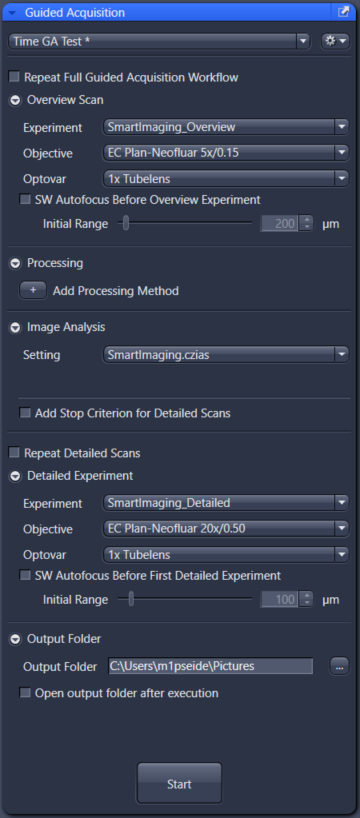 Guided Acquisition
Time GA Test *
Repeat Full Guided Acquisition Workflow
Overview Scan
Experiment SmartImaging_Overview
Objective EC Plan-Neofluar 5x/0.15
Optovar 1x Tubelens
SW Autofocus Before Overview Experiment
Initial Range 200 µm
Processing
+ Add Processing Method
Image Analysis
Setting SmartImaging.czias
Add Stop Criterion for Detailed Scans
Repeat Detailed Scans
Detailed Experiment
Experiment SmartImaging_Detailed
Objective EC Plan-Neofluar 20x/0.50
Optovar 1x Tubelens
SW Autofocus Before First Detailed Experiment
Initial Range 100 µm
Output Folder
Output Folder C:\Users\m1pseide\Pictures ...
Open output folder after execution
Start